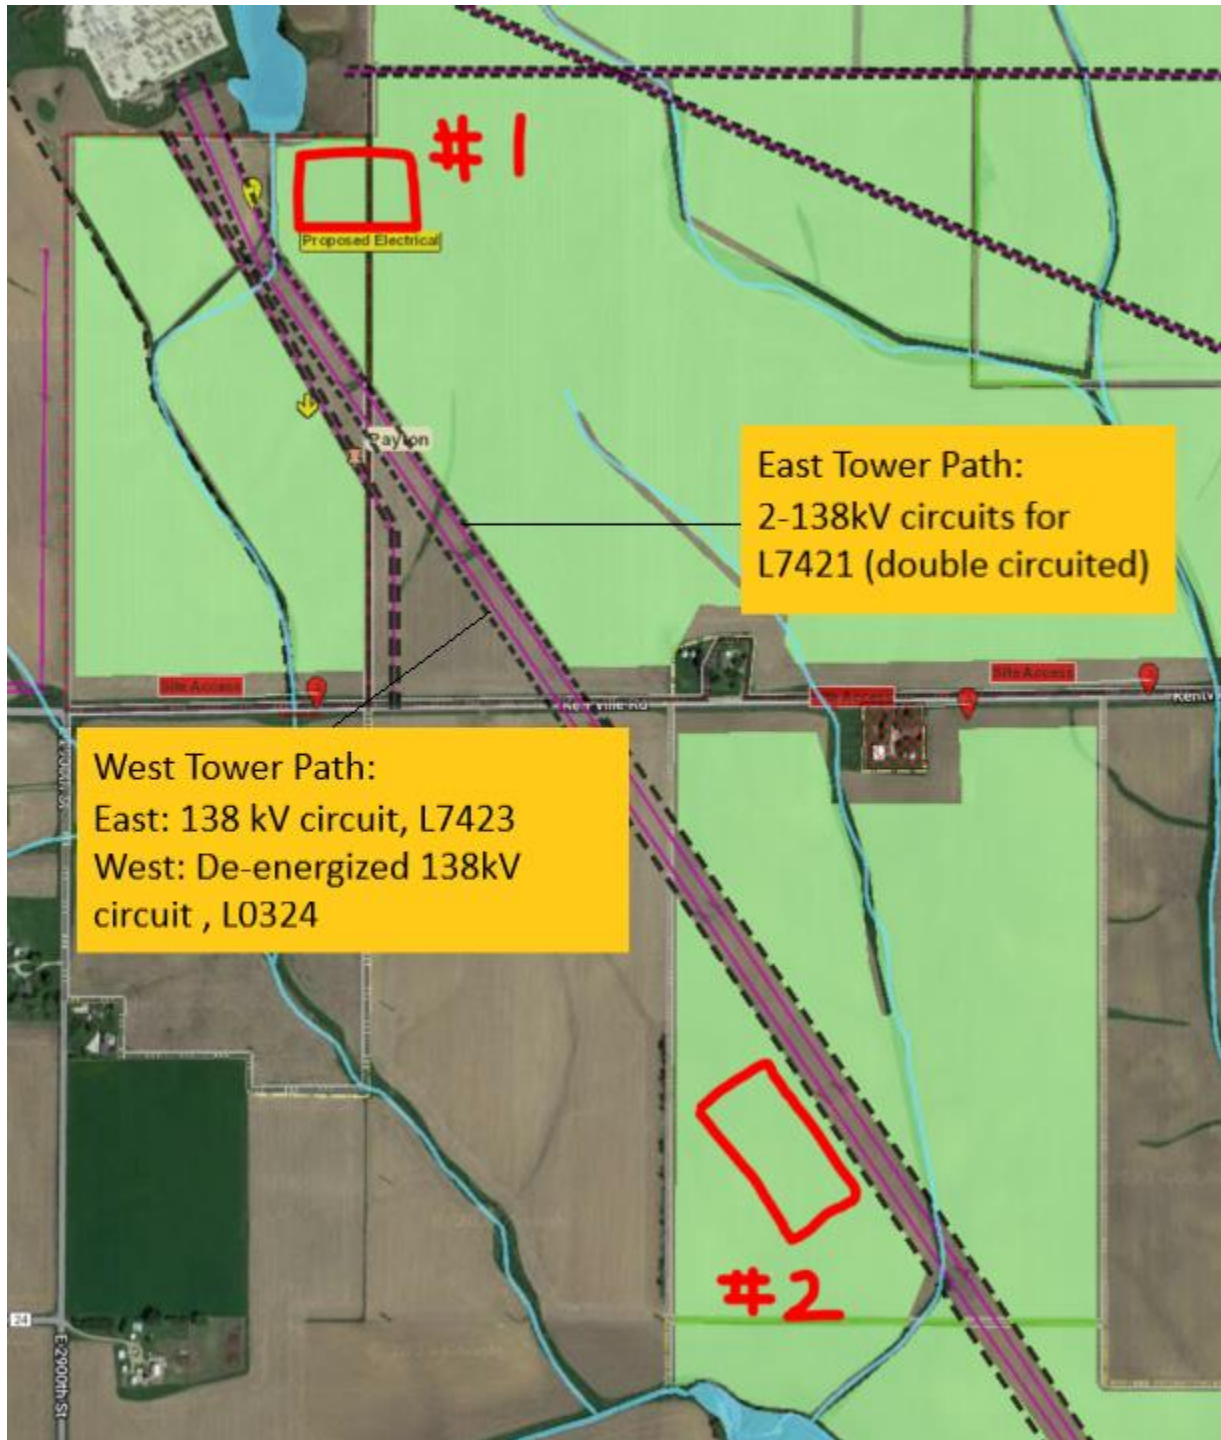 #1
Proposed Electrical
Payson
East Tower Path:
2-138kV circuits for
L7421 (double circuited)
Site Access
Site Access
Site Access
West Tower Path:
East: 138 kV circuit, L7423
West: De-energized 138kV
circuit , L0324
#2
24
E-2900th St